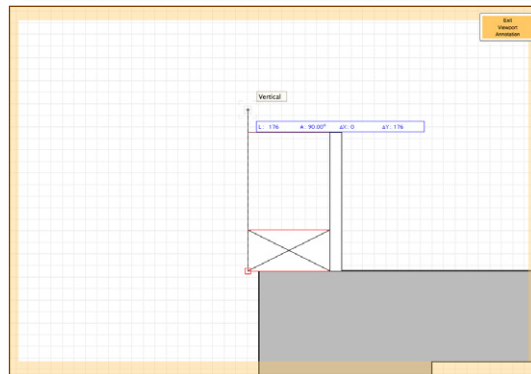 Exit
Viewport
Annotation
Vertical
L: 176 A: 90.00° ΔX: 0 ΔY: 176